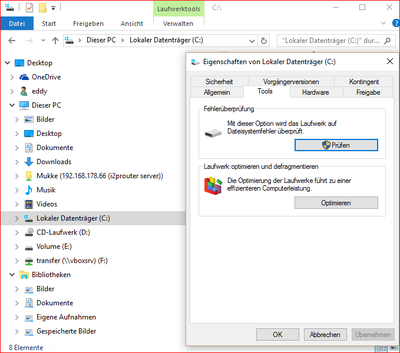 Laufwerktools
C:\
Datei
Start
Freigeben
Ansicht
Verwalten
Dieser PC > Lokaler Datenträger (C:) >
"Lokaler Datenträger (C:)" dur...
Desktop
OneDrive
eddy
Dieser PC
Bilder
Desktop
Dokumente
Downloads
Mukke (192.168.178.66 (i2prouter server))
Musik
Videos
Lokaler Datenträger (C:)
CD-Laufwerk (D:)
Volume (E:)
transfer (\\vboxsrv) (F:)
Bibliotheken
Bilder
Dokumente
Eigene Aufnahmen
Gespeicherte Bilder
8 Elemente
Eigenschaften von Lokaler Datenträger (C:)
Sicherheit
Vorgängerversionen
Kontingent
Allgemein
Tools
Hardware
Freigabe
Fehlerüberprüfung
Mit dieser Option wird das Laufwerk auf
Dateisystemfehler überprüft.
Prüfen
Laufwerk optimieren und defragmentieren
Die Optimierung der Laufwerke führt zu einer
effizienteren Computerleistung.
Optimieren
OK
Abbrechen
Übernehmen